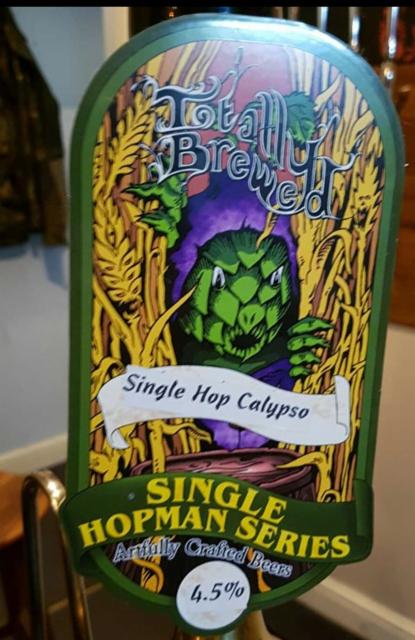 Totally
Brewed
Single Hop Calypso
SINGLE
HOPMAN SERIES
Artfully Crafted Beers
4.5%